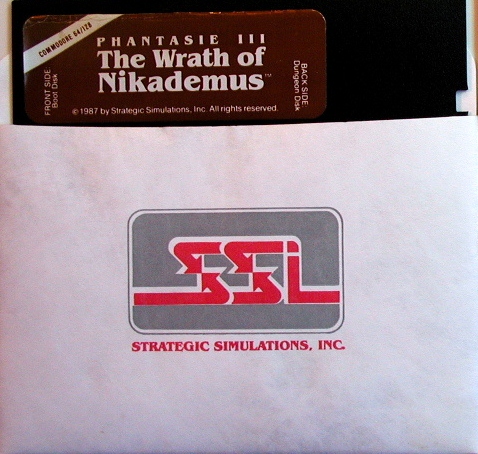 COMMODORE 64/128
PHANTASIE III
The Wrath of
Nikademus™
FRONT SIDE:
Boot Disk
BACK SIDE:
Dungeon Disk
© 1987 by Strategic Simulations, Inc. All rights reserved.
SSI
STRATEGIC SIMULATIONS, INC.